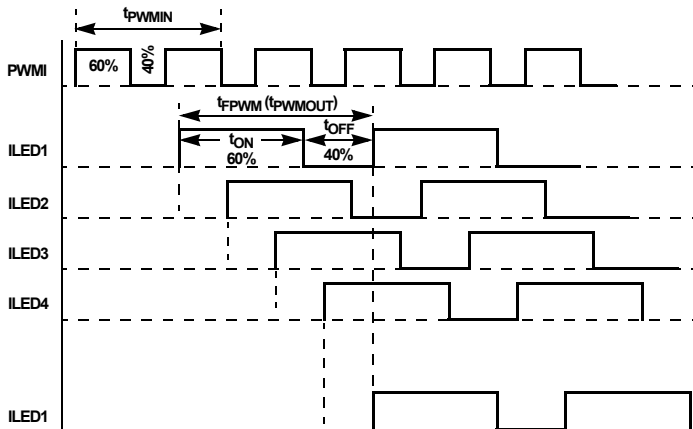 tPWMIN
PWMI
60%
40%
tFPWM (tPWMOUT)
tON
60%
tOFF
40%
ILED1
ILED2
ILED3
ILED4
ILED1